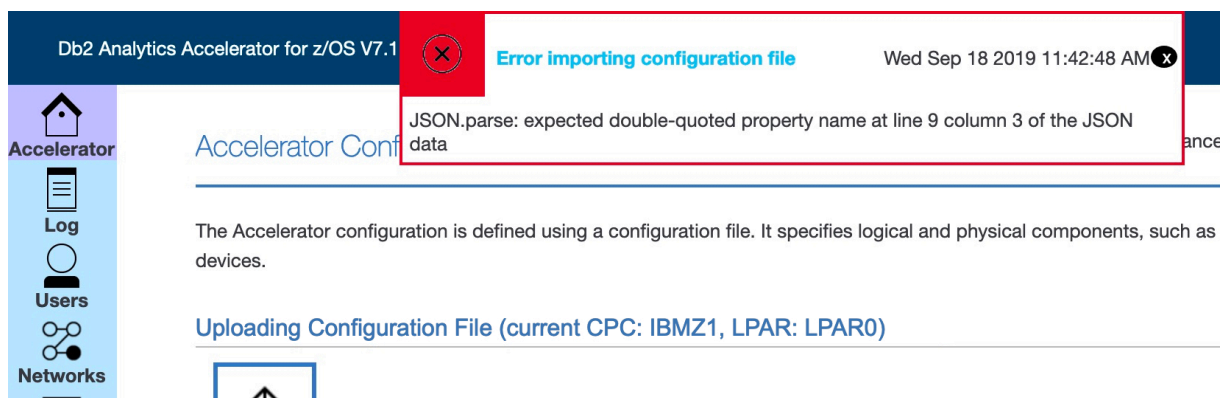 Db2 Analytics Accelerator for z/OS V7.1
Error importing configuration file
Wed Sep 18 2019 11:42:48 AM
x
JSON.parse: expected double-quoted property name at line 9 column 3 of the JSON
data
Accelerator
Log
Users
Networks
Accelerator Conf
ance
The Accelerator configuration is defined using a configuration file. It specifies logical and physical components, such as
devices.
Uploading Configuration File (current CPC: IBMZ1, LPAR: LPAR0)